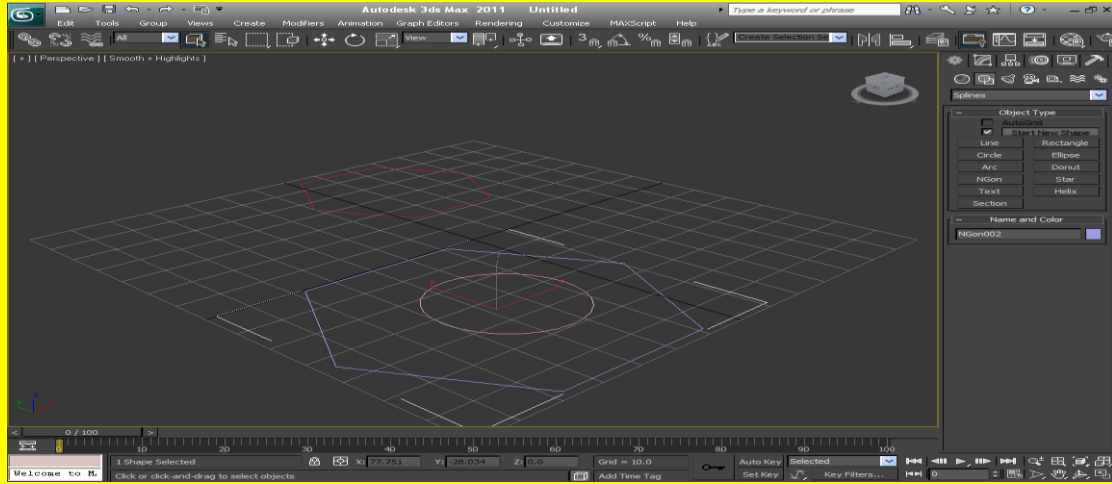 Autodesk 3ds Max 2011 Untitled
Type a keyword or phrase
Edit Tools Group Views Create Modifiers Animation Graph Editors Rendering Customize MAXScript Help
All View 3 Create Selection Se
[ + ] [ Perspective ] [ Smooth + Highlights ]
Splines
Object Type
AutoGrid
Start New Shape
Line Rectangle
Circle Ellipse
Arc Donut
NGon Star
Text Helix
Section
Name and Color
NGon002
< 0 / 100 >
0 10 20 30 40 50 60 70 80 90 100
1 Shape Selected X: 77.751 Y: -28.034 Z: 0.0 Grid = 10.0 Auto Key Selected
Welcome to M. Click or click-and-drag to select objects Add Time Tag Set Key Key Filters... 0